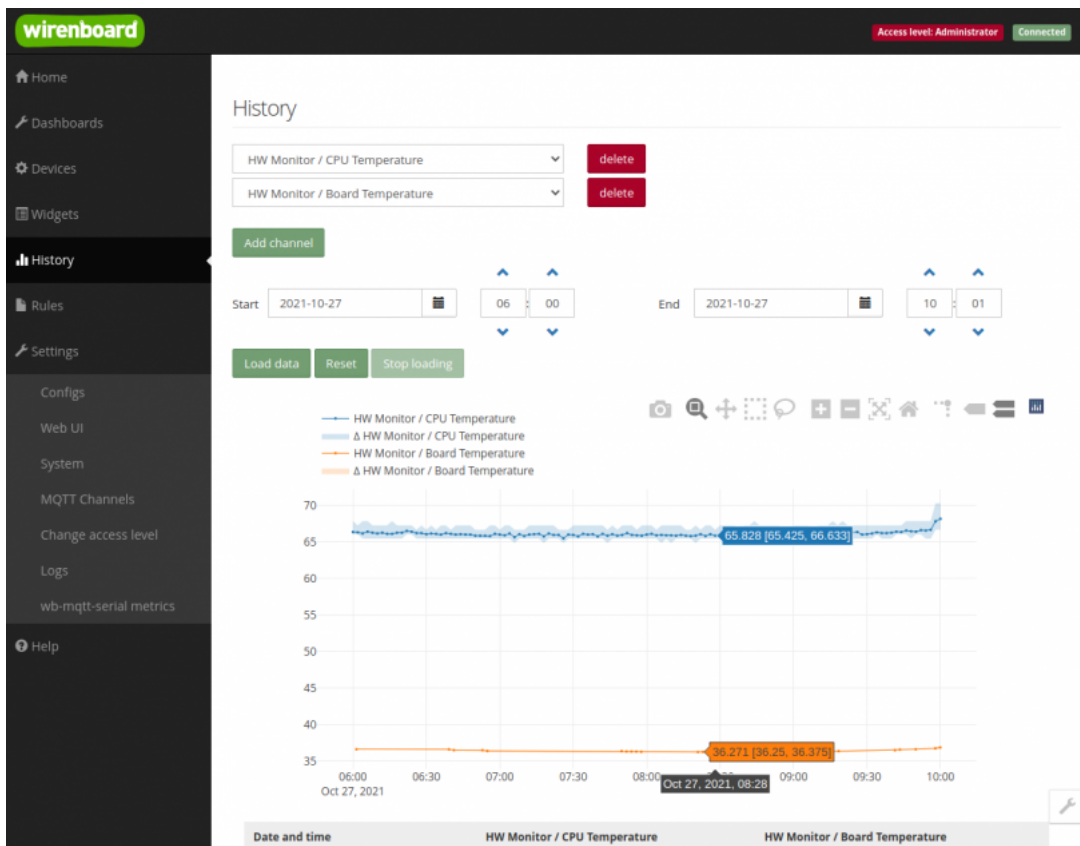 wirenboard
Access level: Administrator Connected
Home
Dashboards
Devices
Widgets
History
Rules
Settings
Configs
Web UI
System
MQTT Channels
Change access level
Logs
wb-mqtt-serial metrics
Help
History
HW Monitor / CPU Temperature delete
HW Monitor / Board Temperature delete
Add channel
Start 2021-10-27 06 : 00 End 2021-10-27 10 : 01
Load data Reset Stop loading
HW Monitor / CPU Temperature
Δ HW Monitor / CPU Temperature
HW Monitor / Board Temperature
Δ HW Monitor / Board Temperature
70
65
60
55
50
45
40
35
65.828 [65.425, 66.633]
36.271 [36.25, 36.375]
06:00 06:30 07:00 07:30 08:00 09:00 09:30 10:00
Oct 27, 2021
Oct 27, 2021, 08:28
Date and time HW Monitor / CPU Temperature HW Monitor / Board Temperature